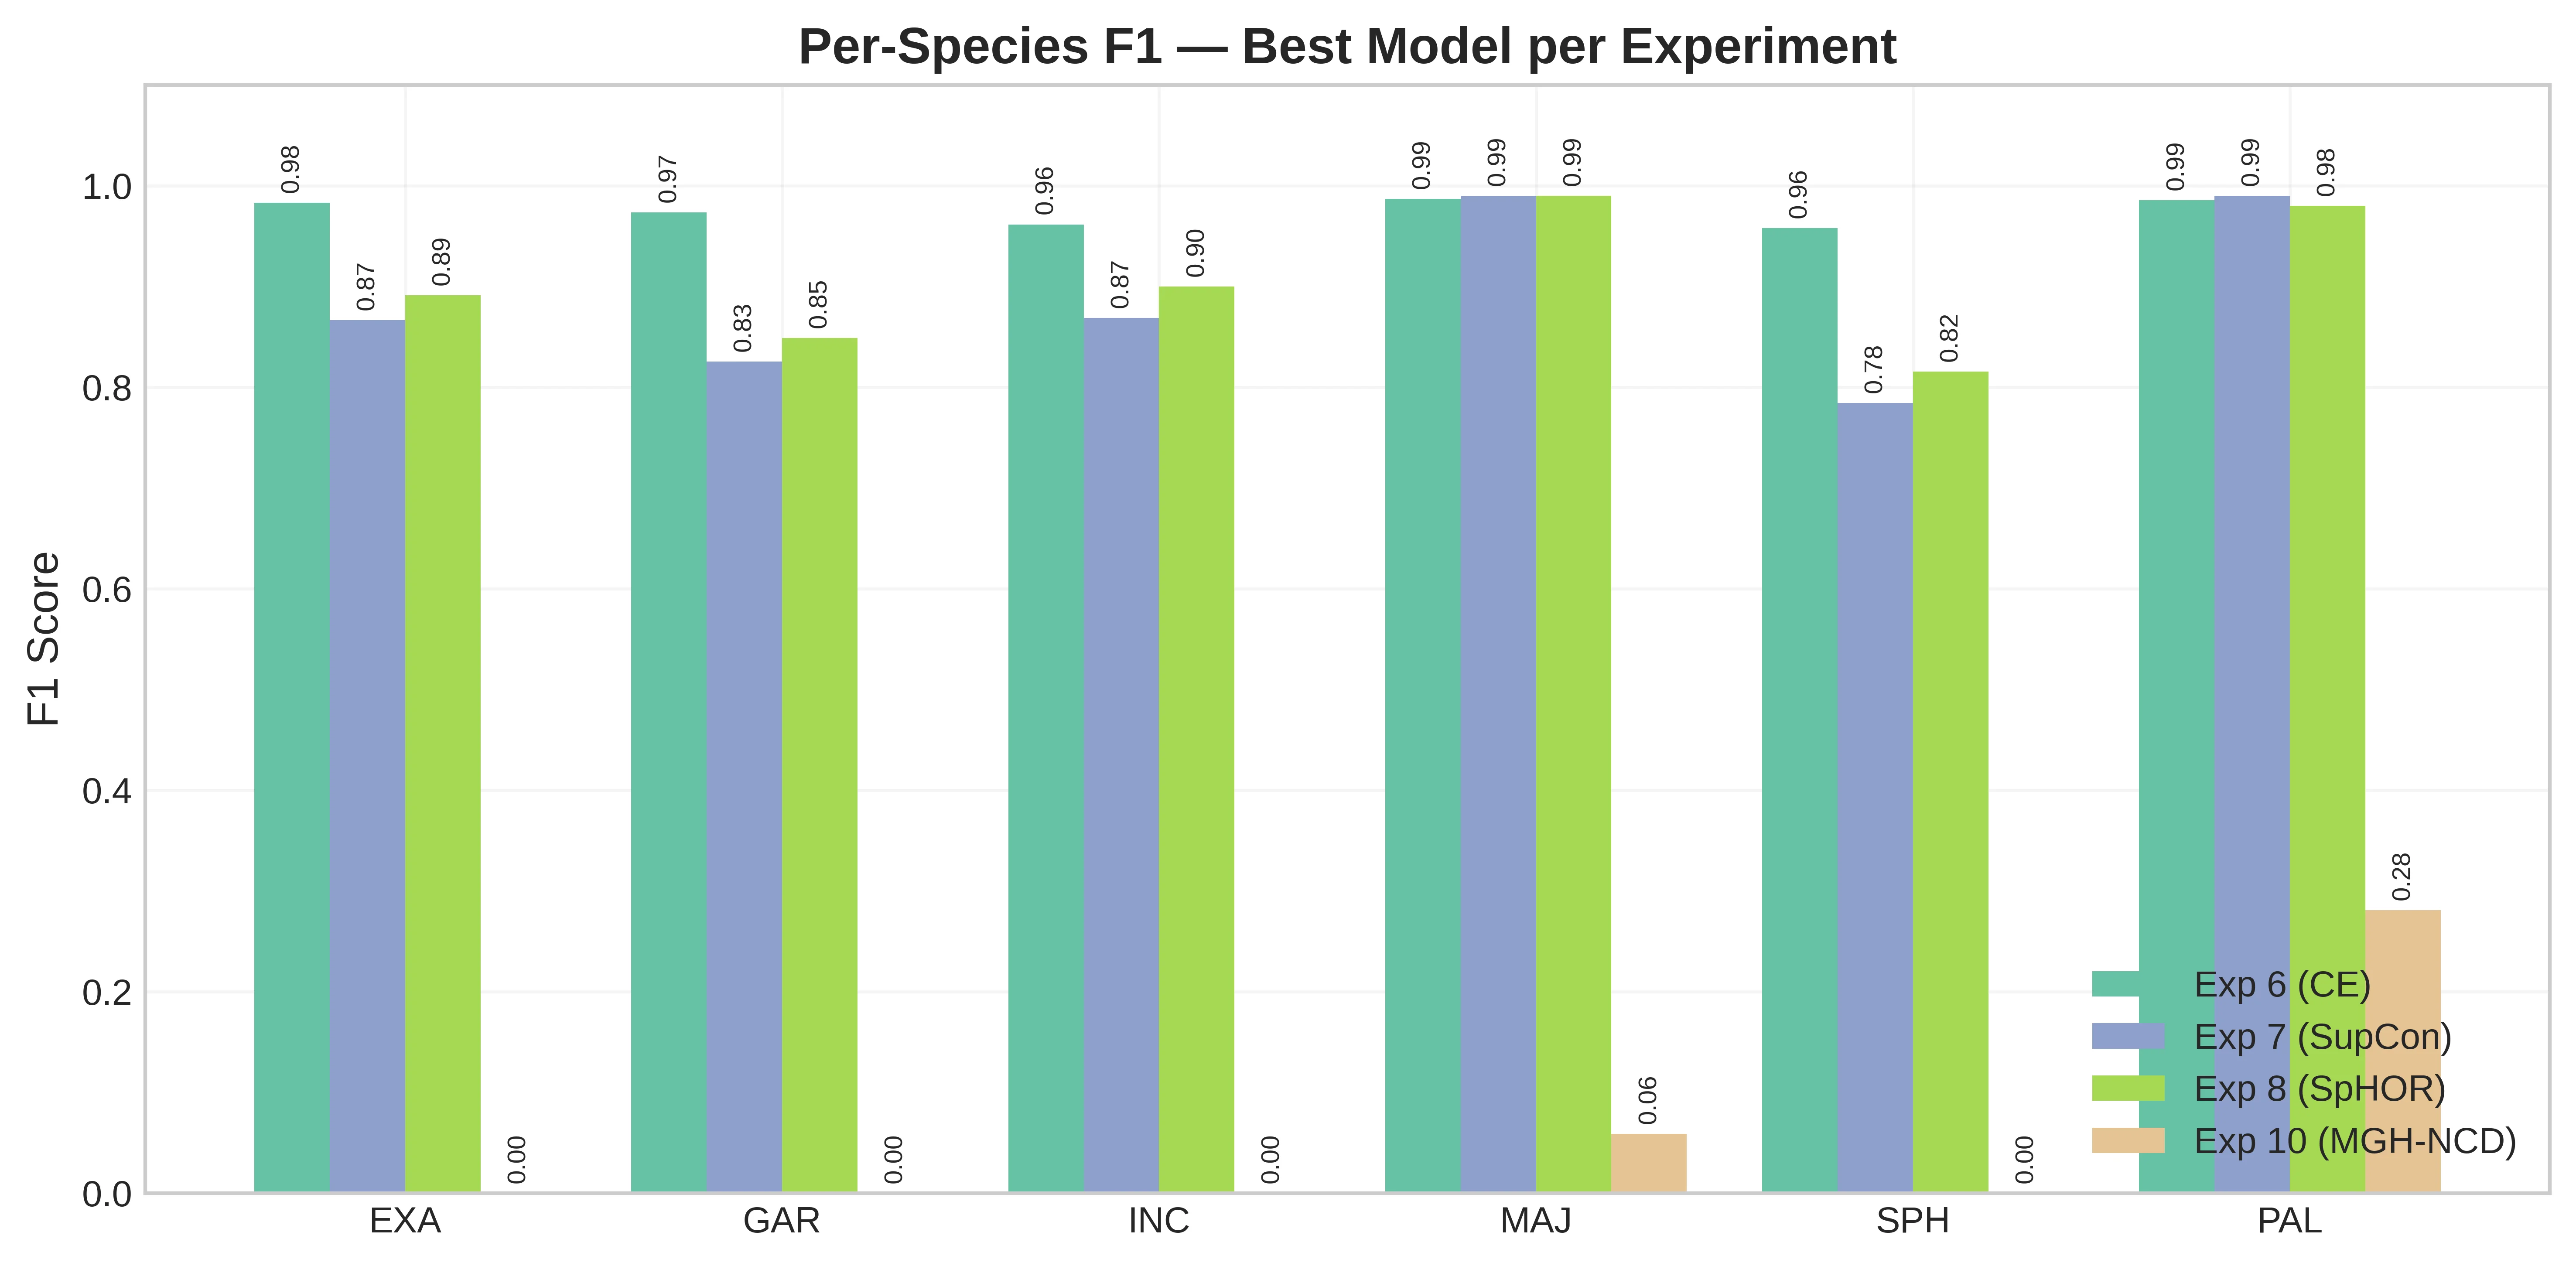 Per-Species F1 — Best Model per Experiment
F1 Score
1.0
0.8
0.6
0.4
0.2
0.0
0.98
0.87
0.89
0.00
0.97
0.83
0.85
0.00
0.96
0.87
0.90
0.00
0.99
0.99
0.99
0.06
0.96
0.78
0.82
0.00
0.99
0.99
0.98
0.28
EXA
GAR
INC
MAJ
SPH
PAL
Exp 6 (CE)
Exp 7 (SupCon)
Exp 8 (SpHOR)
Exp 10 (MGH-NCD)